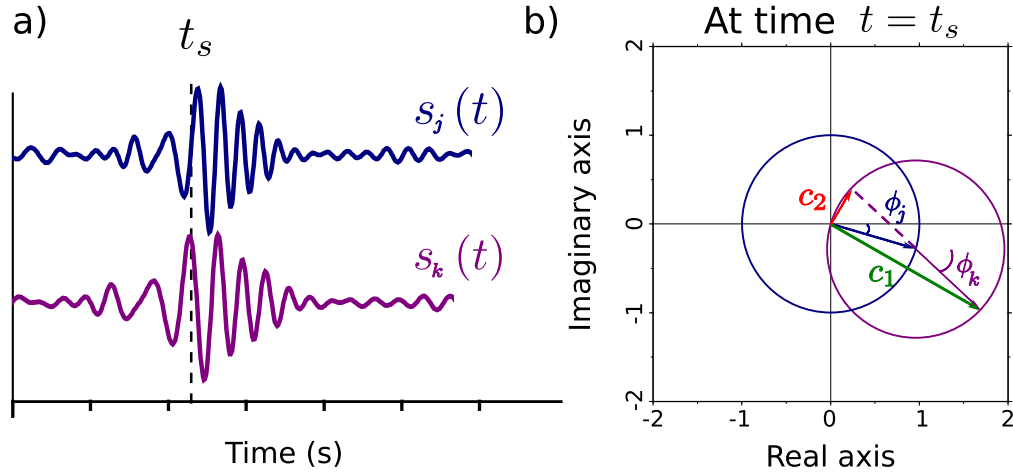 a)
t_s
s_j (t)
s_k (t)
Time (s)
b)
At time t = t_s
2
1
0
-1
-2
Imaginary axis
c_2
ϕ_j
c_1
ϕ_k
-2
-1
0
1
2
Real axis